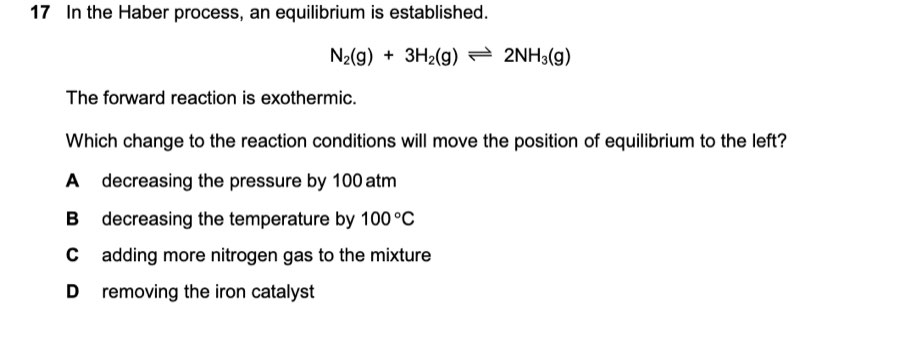 17 In the Haber process, an equilibrium is established.
N₂(g) + 3H₂(g) ⇌ 2NH₃(g)
The forward reaction is exothermic.
Which change to the reaction conditions will move the position of equilibrium to the left?
A decreasing the pressure by 100 atm
B decreasing the temperature by 100 °C
C adding more nitrogen gas to the mixture
D removing the iron catalyst